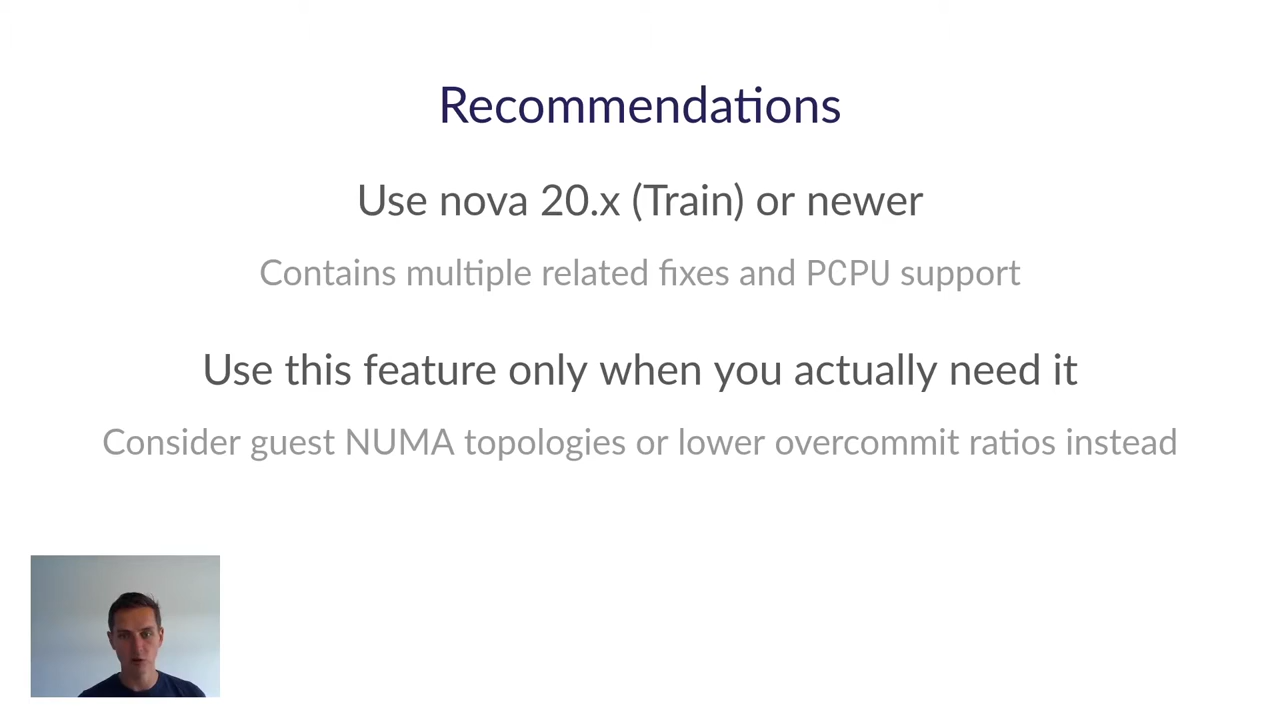 Recommendations
Use nova 20.x (Train) or newer
Contains multiple related fixes and PCPU support
Use this feature only when you actually need it
Consider guest NUMA topologies or lower overcommit ratios instead